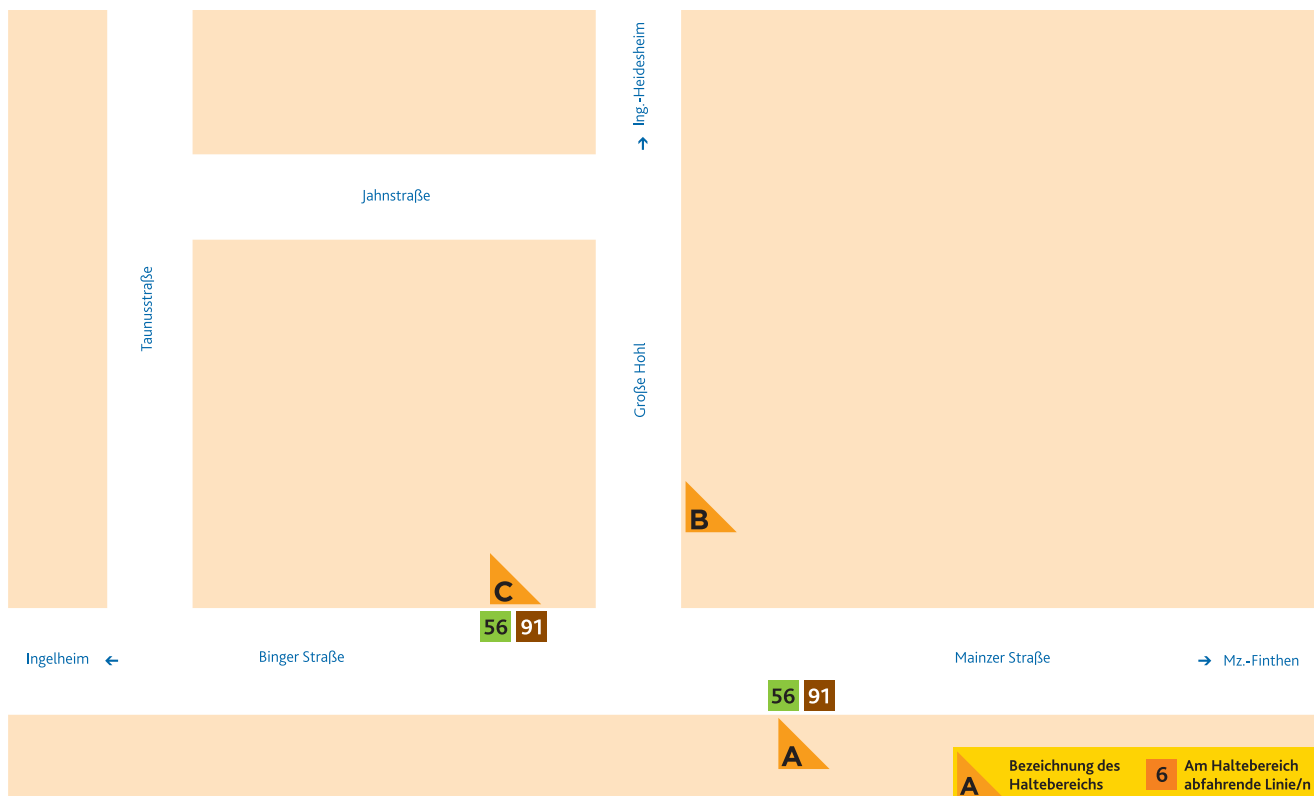 Ing.-Heidesheim
↑
Jahnstraße
Taunusstraße
Große Hohl
B
C
56 91
Ingelheim ←
Binger Straße
Mainzer Straße
→ Mz.-Finthen
56 91
A
A
Bezeichnung des
Haltebereichs
6
Am Haltebereich
abfahrende Linie/n